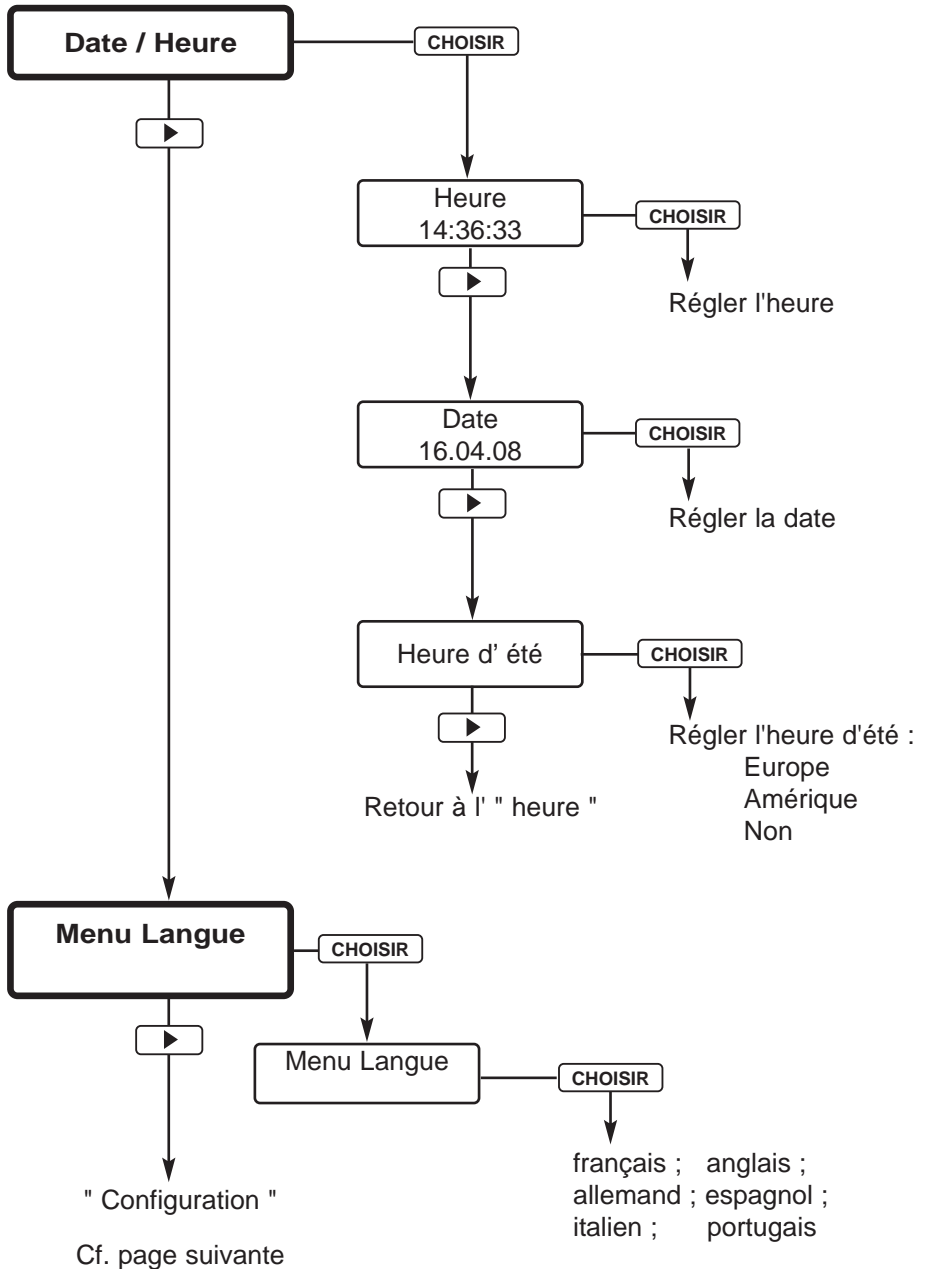 Date / Heure
CHOISIR
Heure
14:36:33
CHOISIR
Régler l'heure
Date
16.04.08
CHOISIR
Régler la date
Heure d' été
CHOISIR
Régler l'heure d'été :
Europe
Amérique
Non
Retour à l' " heure "
Menu Langue
CHOISIR
Menu Langue
CHOISIR
français ; anglais ;
allemand ; espagnol ;
italien ; portugais
" Configuration "
Cf. page suivante